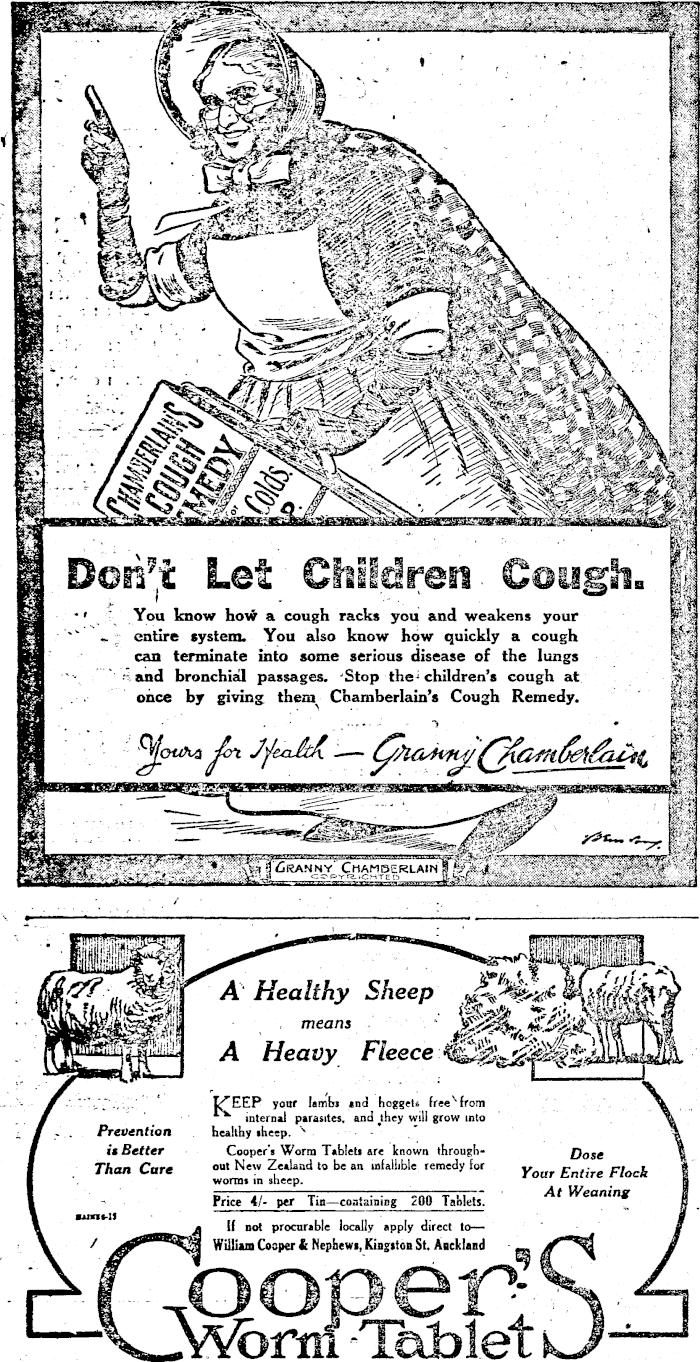 CHAMBERLAIN'S
COUGH
MEDY
or Colds.
P.
Don't Let Children Cough.
You know how a cough racks you and weakens your
entire system. You also know how quickly a cough
can terminate into some serious disease of the lungs
and bronchial passages. Stop the children's cough at
once by giving them Chamberlain's Cough Remedy.
Yours for Health — Granny Chamberlain
GRANNY CHAMBERLAIN
COPYRIGHTED
A Healthy Sheep
means
A Heavy Fleece
KEEP your lambs and hoggets free from
internal parasites, and they will grow into
healthy sheep.
Cooper's Worm Tablets are known through-
out New Zealand to be an infallible remedy for
worms in sheep.
Price 4/- per Tin—containing 200 Tablets.
If not procurable locally apply direct to—
William Cooper & Nephews, Kingston St. Auckland
Prevention
is Better
Than Cure
Dose
Your Entire Flock
At Weaning
Cooper's
Worm Tablets